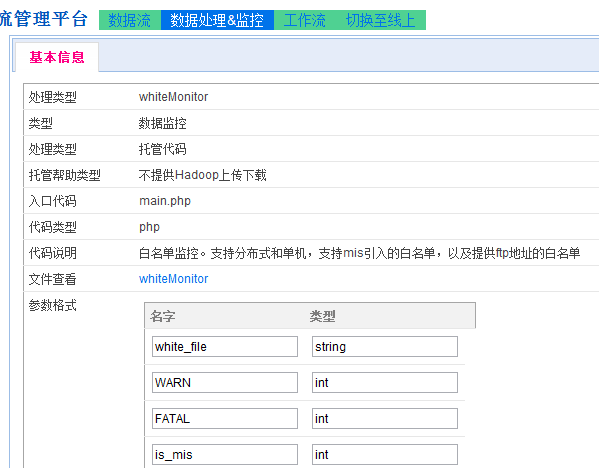 流管理平台 数据流 数据处理&监控 工作流 切换至线上
基本信息
处理类型 whiteMonitor
类型 数据监控
处理类型 托管代码
托管帮助类型 不提供Hadoop上传下载
入口代码 main.php
代码类型 php
代码说明 白名单监控。支持分布式和单机，支持mis引入的白名单，以及提供ftp地址的白名单
文件查看 whiteMonitor
参数格式
名字 类型
white_file string
WARN int
FATAL int
is_mis int